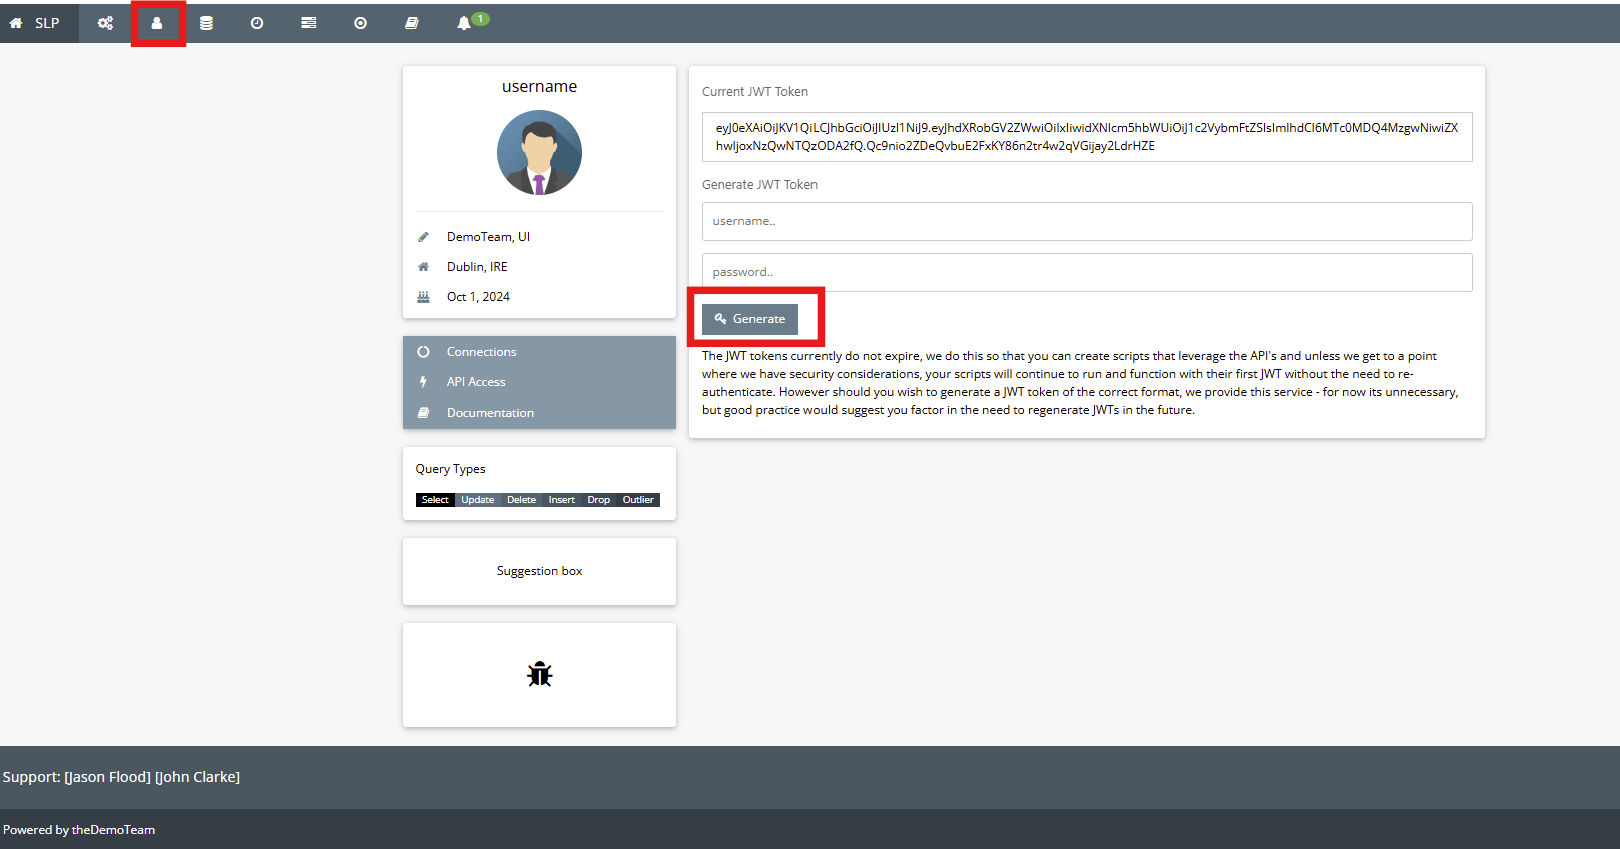 SLP
1
username
DemoTeam, UI
Dublin, IRE
Oct 1, 2024
Connections
API Access
Documentation
Query Types
Select Update Delete Insert Drop Outlier
Suggestion box
Current JWT Token
eyJ0eXAiOiJKV1QiLCJhbGciOiJIUzI1NiJ9.eyJhdXRobGV2ZWwiOiIxIiwidXNlcm5hbWUiOiJ1c2VybmFtZSIsImlhdCI6MTc0MDQ4MzgwNiwiZX
hwIjoxNzQwNTQzODA2fQ.Qc9nio2ZDeQvbuE2FxKY86n2tr4w2qVGijay2LdrHZE
Generate JWT Token
username..
password..
Generate
The JWT tokens currently do not expire, we do this so that you can create scripts that leverage the API's and unless we get to a point
where we have security considerations, your scripts will continue to run and function with their first JWT without the need to re-
authenticate. However should you wish to generate a JWT token of the correct format, we provide this service - for now its unnecessary,
but good practice would suggest you factor in the need to regenerate JWTs in the future.
Support: [Jason Flood] [John Clarke]
Powered by theDemoTeam